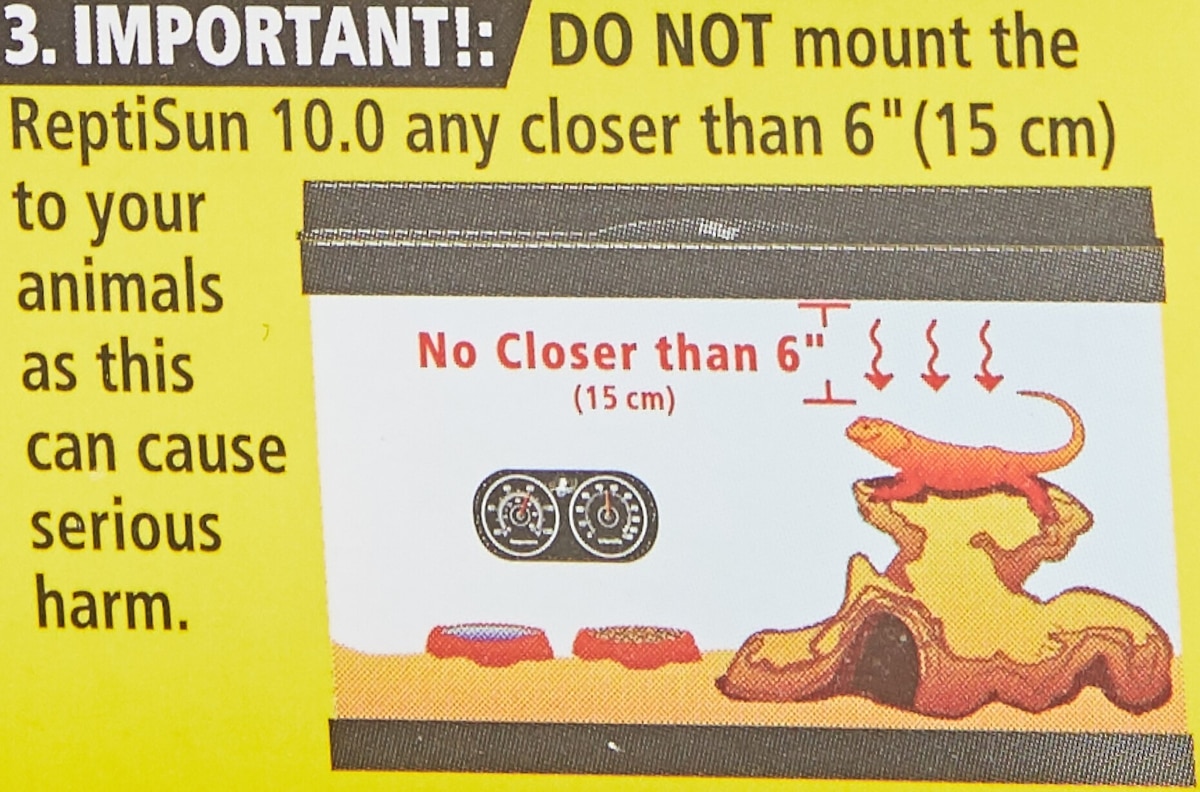 3. IMPORTANT!: DO NOT mount the
ReptiSun 10.0 any closer than 6"(15 cm)
to your
animals
as this
can cause
serious
harm.
No Closer than 6"
(15 cm)